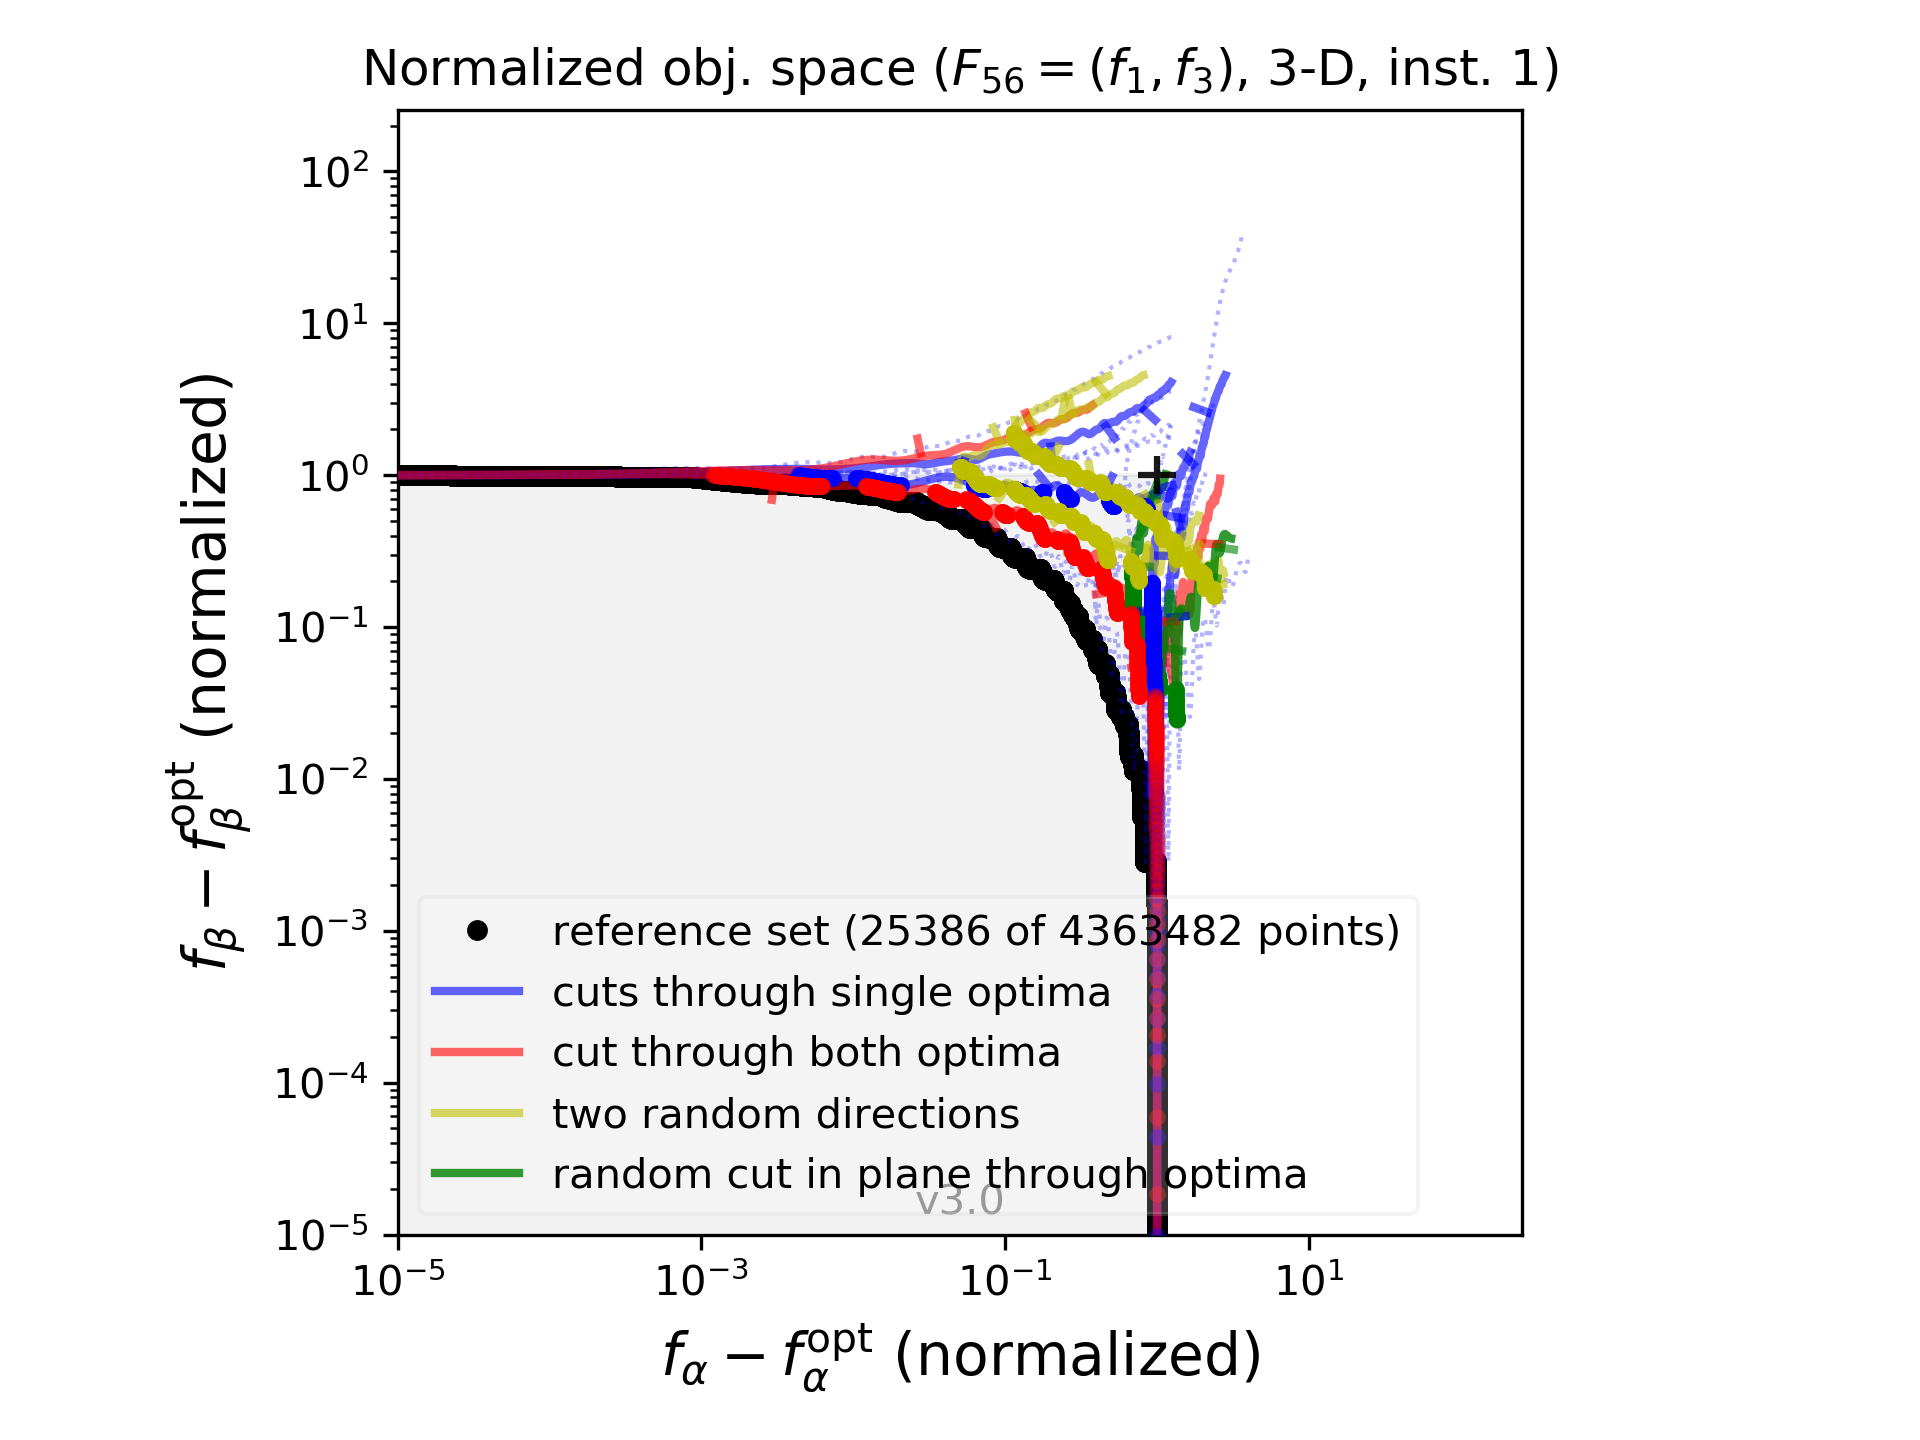 Normalized obj. space (F₅₆ = (f₁, f₃), 3-D, inst. 1)
10²
10¹
10⁰
10⁻¹
10⁻²
10⁻³
10⁻⁴
10⁻⁵
f_β − f_β^opt (normalized)
reference set (25386 of 4363482 points)
cuts through single optima
cut through both optima
two random directions
random cut in plane through optima
v3.0
10⁻⁵ 10⁻³ 10⁻¹ 10¹
f_α − f_α^opt (normalized)